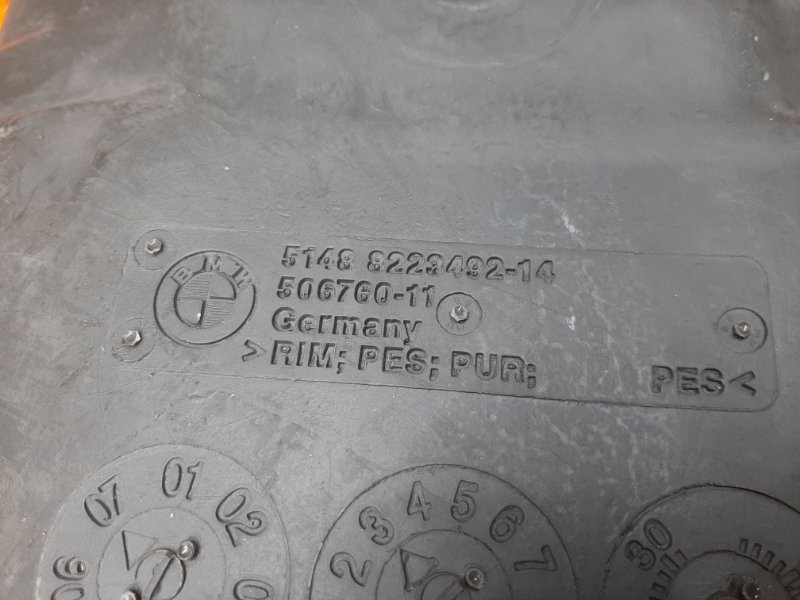 BMW
5148 8223492-14
506760-11
Germany
>RIM; PES; PUR; PES<
07 01 02
06
2 3 4 5 6 7
30